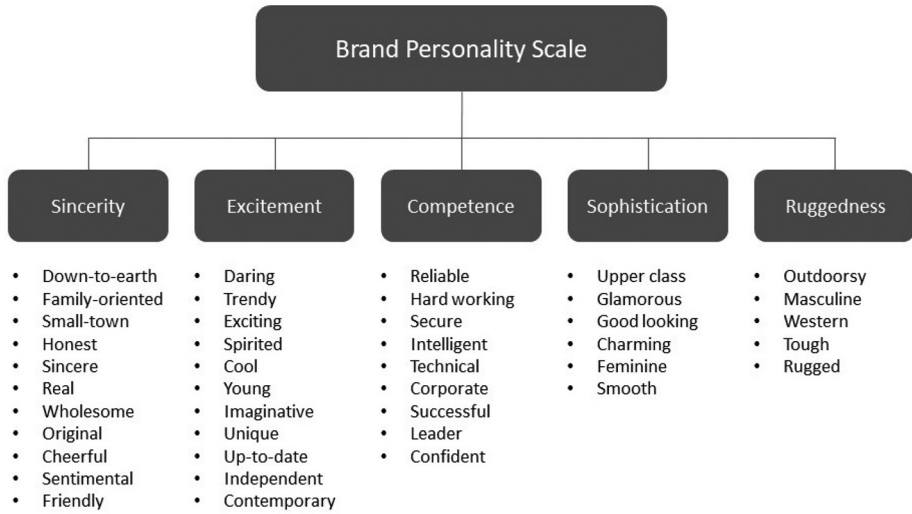 Brand Personality Scale
Sincerity
Excitement
Competence
Sophistication
Ruggedness
• Down-to-earth
• Family-oriented
• Small-town
• Honest
• Sincere
• Real
• Wholesome
• Original
• Cheerful
• Sentimental
• Friendly
• Daring
• Trendy
• Exciting
• Spirited
• Cool
• Young
• Imaginative
• Unique
• Up-to-date
• Independent
• Contemporary
• Reliable
• Hard working
• Secure
• Intelligent
• Technical
• Corporate
• Successful
• Leader
• Confident
• Upper class
• Glamorous
• Good looking
• Charming
• Feminine
• Smooth
• Outdoorsy
• Masculine
• Western
• Tough
• Rugged